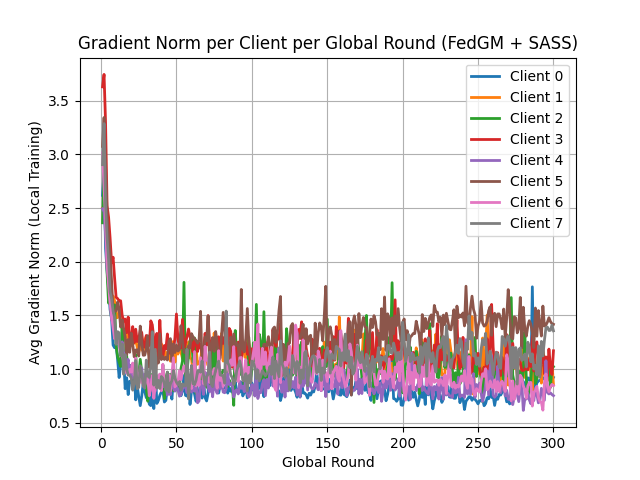 Gradient Norm per Client per Global Round (FedGM + SASS)
Avg Gradient Norm (Local Training)
3.5
3.0
2.5
2.0
1.5
1.0
0.5
Client 0
Client 1
Client 2
Client 3
Client 4
Client 5
Client 6
Client 7
0 50 100 150 200 250 300
Global Round